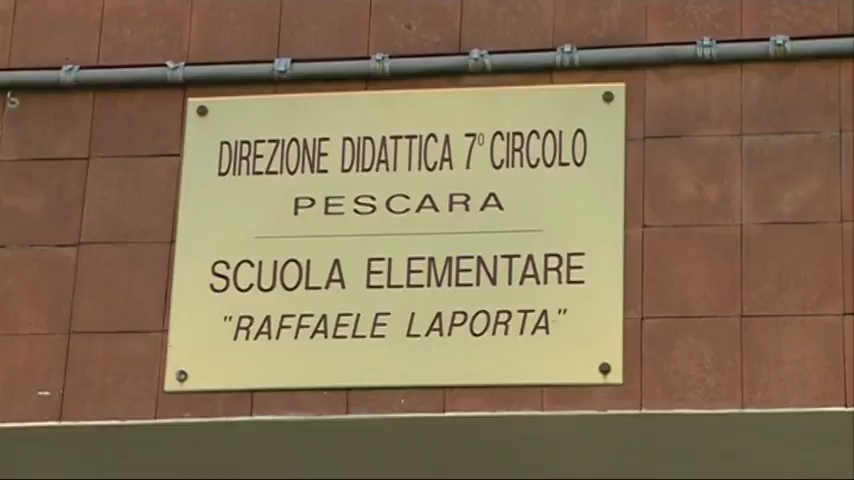 DIREZIONE DIDATTICA 7° CIRCOLO
PESCARA
SCUOLA ELEMENTARE
"RAFFAELE LAPORTA"